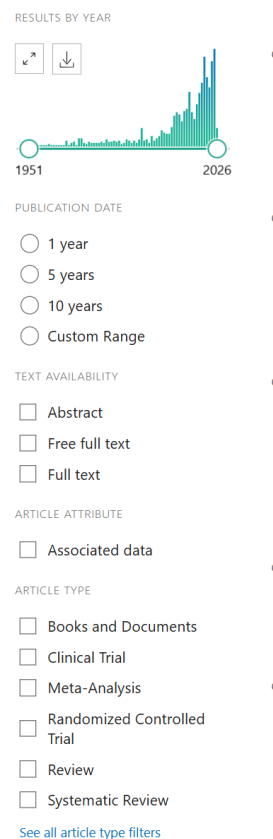 RESULTS BY YEAR
1951
2026
PUBLICATION DATE
1 year
5 years
10 years
Custom Range
TEXT AVAILABILITY
Abstract
Free full text
Full text
ARTICLE ATTRIBUTE
Associated data
ARTICLE TYPE
Books and Documents
Clinical Trial
Meta-Analysis
Randomized Controlled
Trial
Review
Systematic Review
See all article type filters